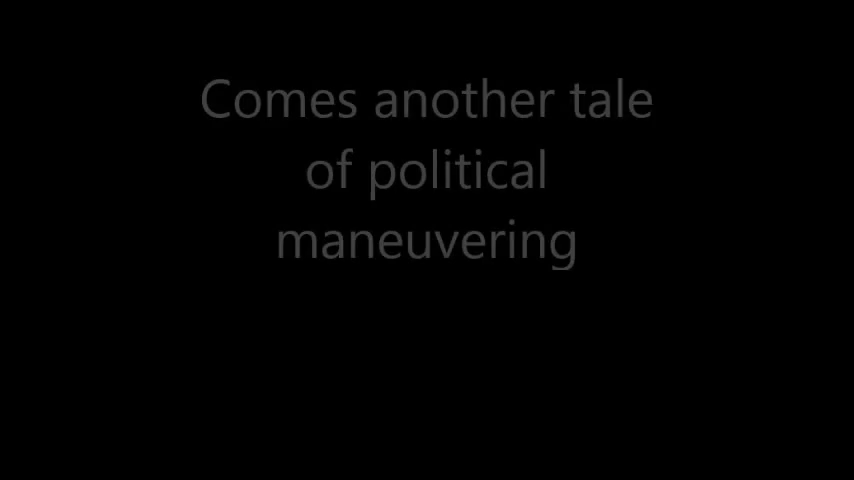 Comes another tale
of political
maneuvering